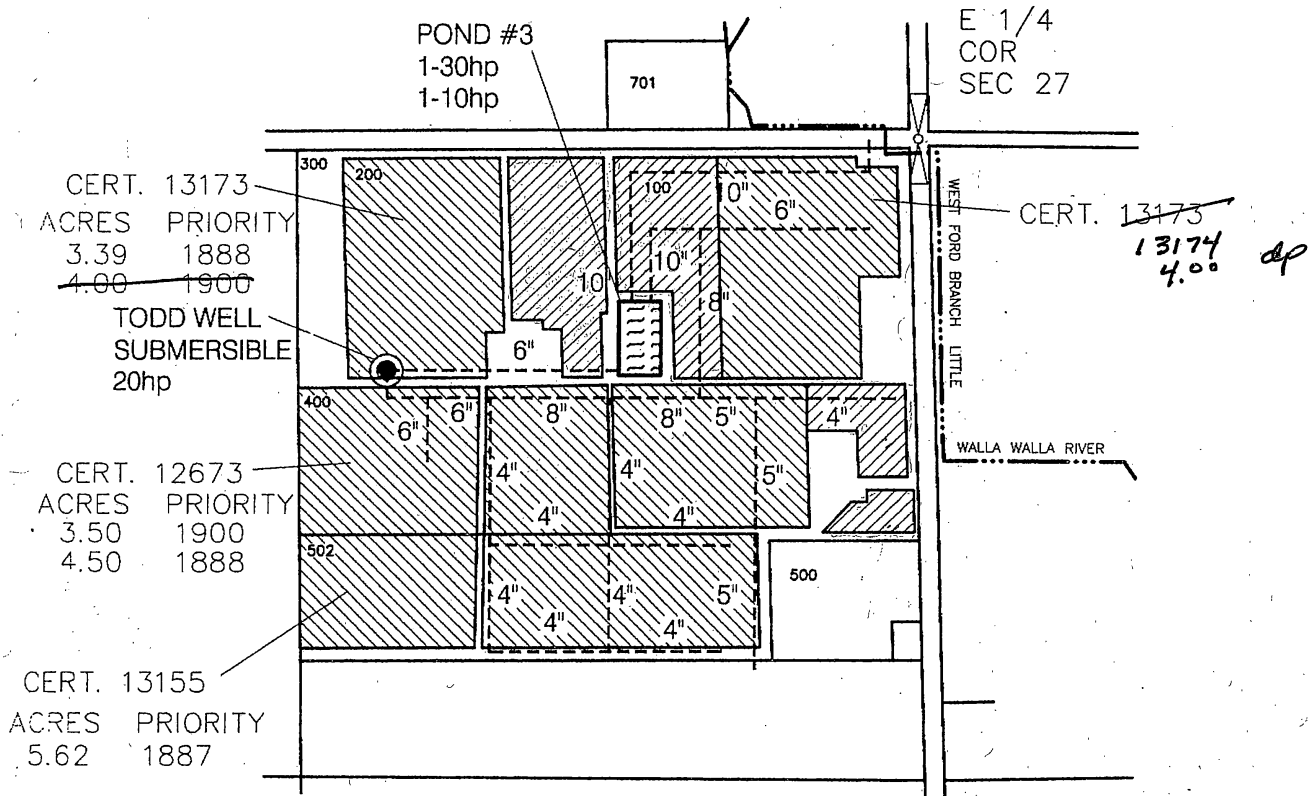 POND #3
1-30hp
1-10hp
E 1/4
COR
SEC 27
701
300
200
100
10"
6"
CERT. 13173
ACRES PRIORITY
3.39 1888
4.00 1900
CERT. 13173
13174
4.00 dp
WEST FORD BRANCH LITTLE
WALLA WALLA RIVER
10"
10"
8"
6"
TODD WELL
SUBMERSIBLE
20hp
400
6"
6"
8"
8"
5"
4"
4"
4"
5"
4"
4"
CERT. 12673
ACRES PRIORITY
3.50 1900
4.50 1888
502
500
4"
4"
5"
4"
4"
CERT. 13155
ACRES PRIORITY
5.62 1887